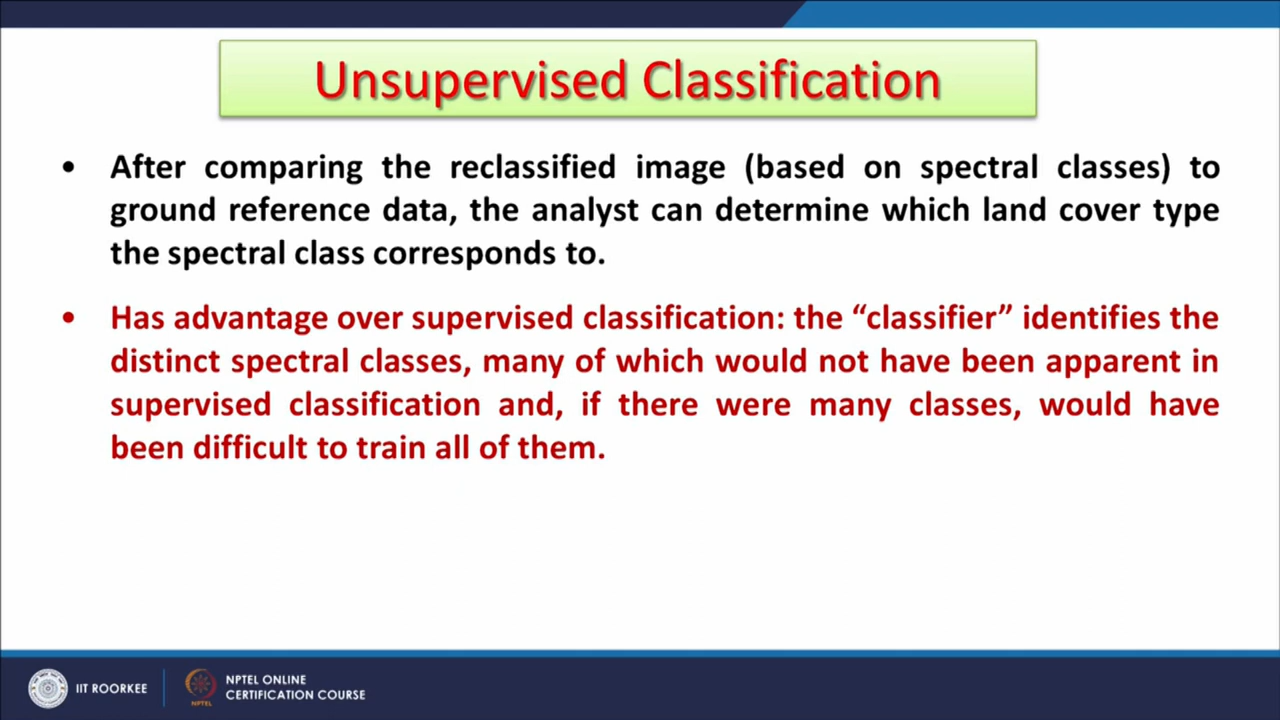 Unsupervised Classification
• After comparing the reclassified image (based on spectral classes) to
ground reference data, the analyst can determine which land cover type
the spectral class corresponds to.
• Has advantage over supervised classification: the “classifier” identifies the
distinct spectral classes, many of which would not have been apparent in
supervised classification and, if there were many classes, would have
been difficult to train all of them.
IIT ROORKEE
NPTEL
NPTEL ONLINE
CERTIFICATION COURSE